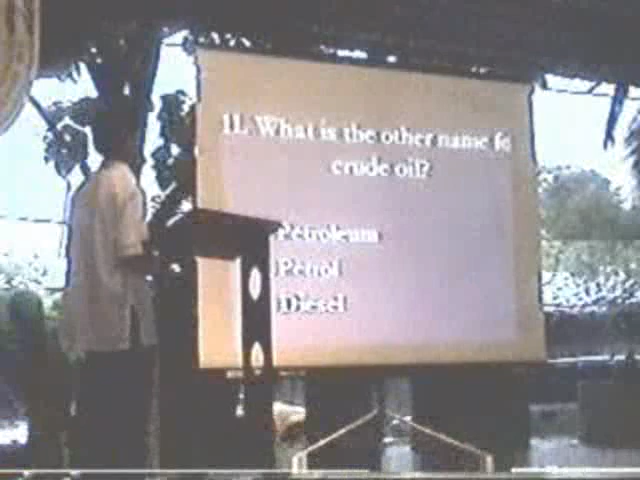 11. What is the other name fo
crude oil?
Petroleum
Petrol
Diesel